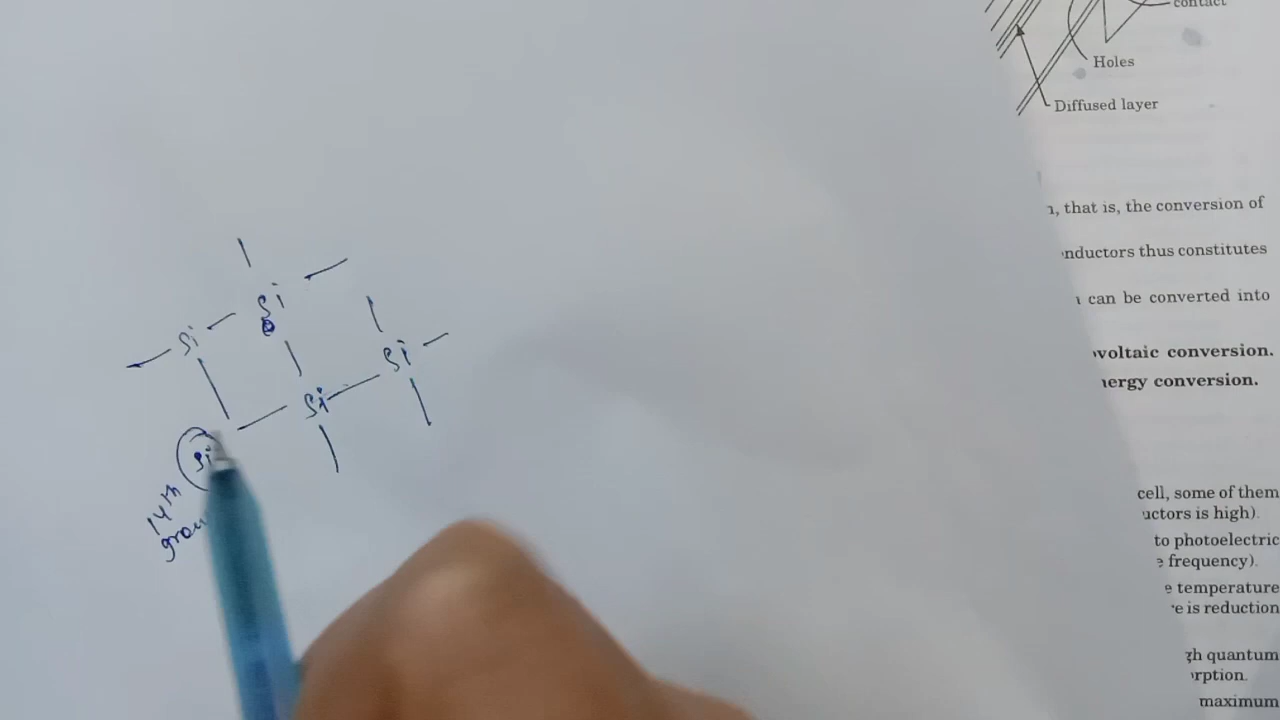 contact
Holes
Diffused layer
, that is, the conversion of
nductors thus constitutes
can be converted into
voltaic conversion.
ergy conversion.
cell, some of them
uctors is high).
to photoelectric
frequency).
temperature
e is reduction
gh quantum
rption.
maximum
Si
Si
Si
Si
Si
14th
grou